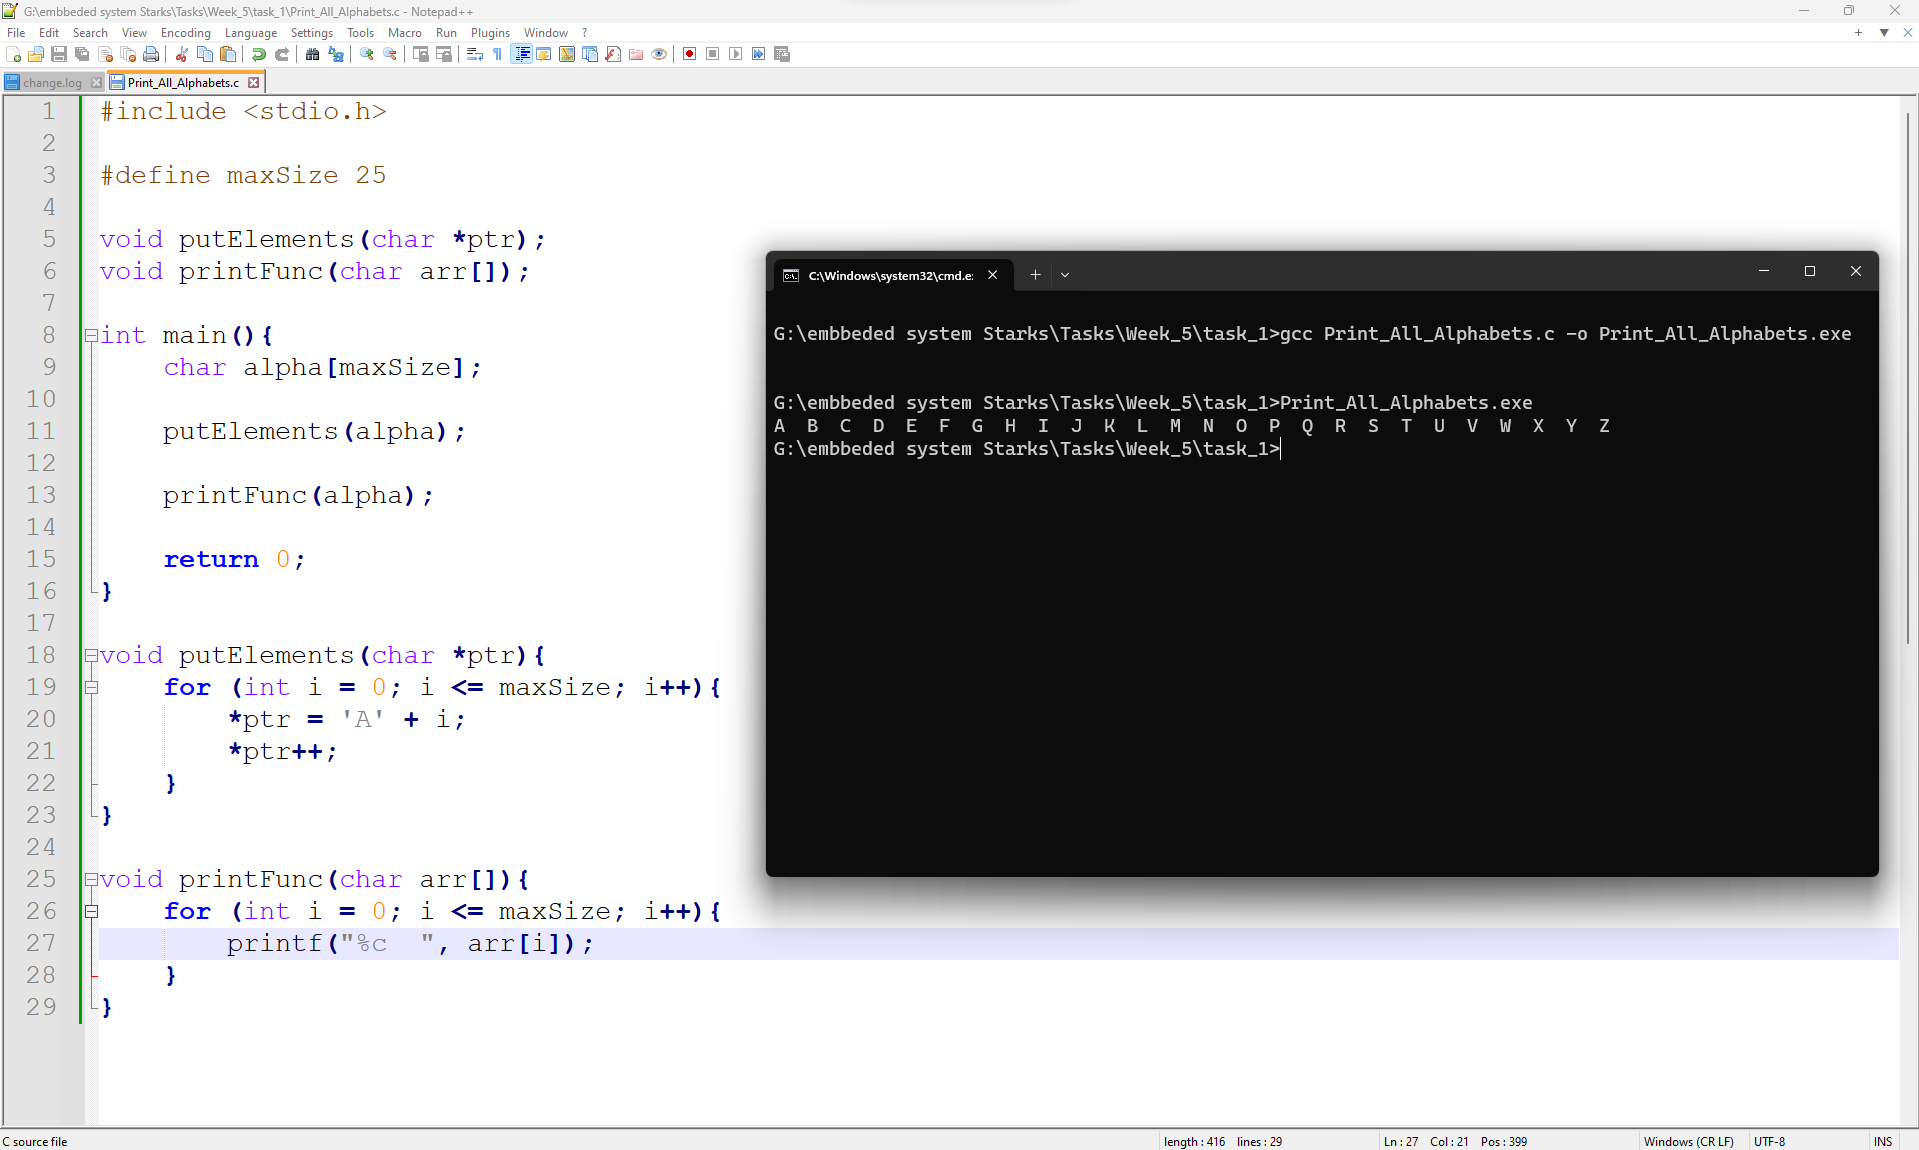 G:\embbeded system Starks\Tasks\Week_5\task_1\Print_All_Alphabets.c - Notepad++
File Edit Search View Encoding Language Settings Tools Macro Run Plugins Window ?
change.log Print_All_Alphabets.c
1 #include <stdio.h>
2
3 #define maxSize 25
4
5 void putElements(char *ptr);
6 void printFunc(char arr[]);
7
8 int main(){
9     char alpha[maxSize];
10
11     putElements(alpha);
12
13     printFunc(alpha);
14
15     return 0;
16 }
17
18 void putElements(char *ptr){
19     for (int i = 0; i <= maxSize; i++){
20         *ptr = 'A' + i;
21         *ptr++;
22     }
23 }
24
25 void printFunc(char arr[]){
26     for (int i = 0; i <= maxSize; i++){
27         printf("%c  ", arr[i]);
28     }
29 }
C:\Windows\system32\cmd.e:
G:\embbeded system Starks\Tasks\Week_5\task_1>gcc Print_All_Alphabets.c -o Print_All_Alphabets.exe
G:\embbeded system Starks\Tasks\Week_5\task_1>Print_All_Alphabets.exe
A  B  C  D  E  F  G  H  I  J  K  L  M  N  O  P  Q  R  S  T  U  V  W  X  Y  Z
G:\embbeded system Starks\Tasks\Week_5\task_1>
C source file length : 416 lines : 29 Ln : 27 Col : 21 Pos : 399 Windows (CR LF) UTF-8 INS